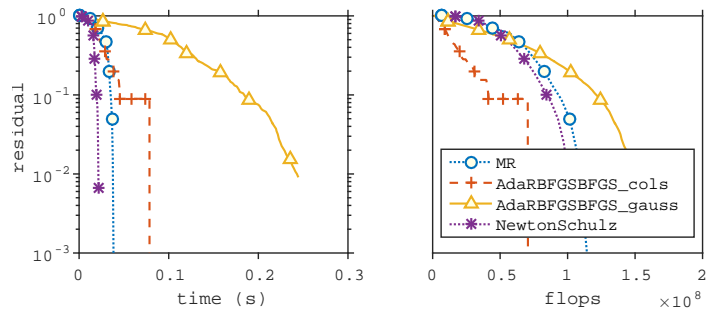 10^0
10^-1
10^-2
10^-3
residual
0
0.1
0.2
0.3
time (s)
MR
AdaRBFGSBFGS_cols
AdaRBFGSBFGS_gauss
NewtonSchulz
0
0.5
1
1.5
2
×10^8
flops